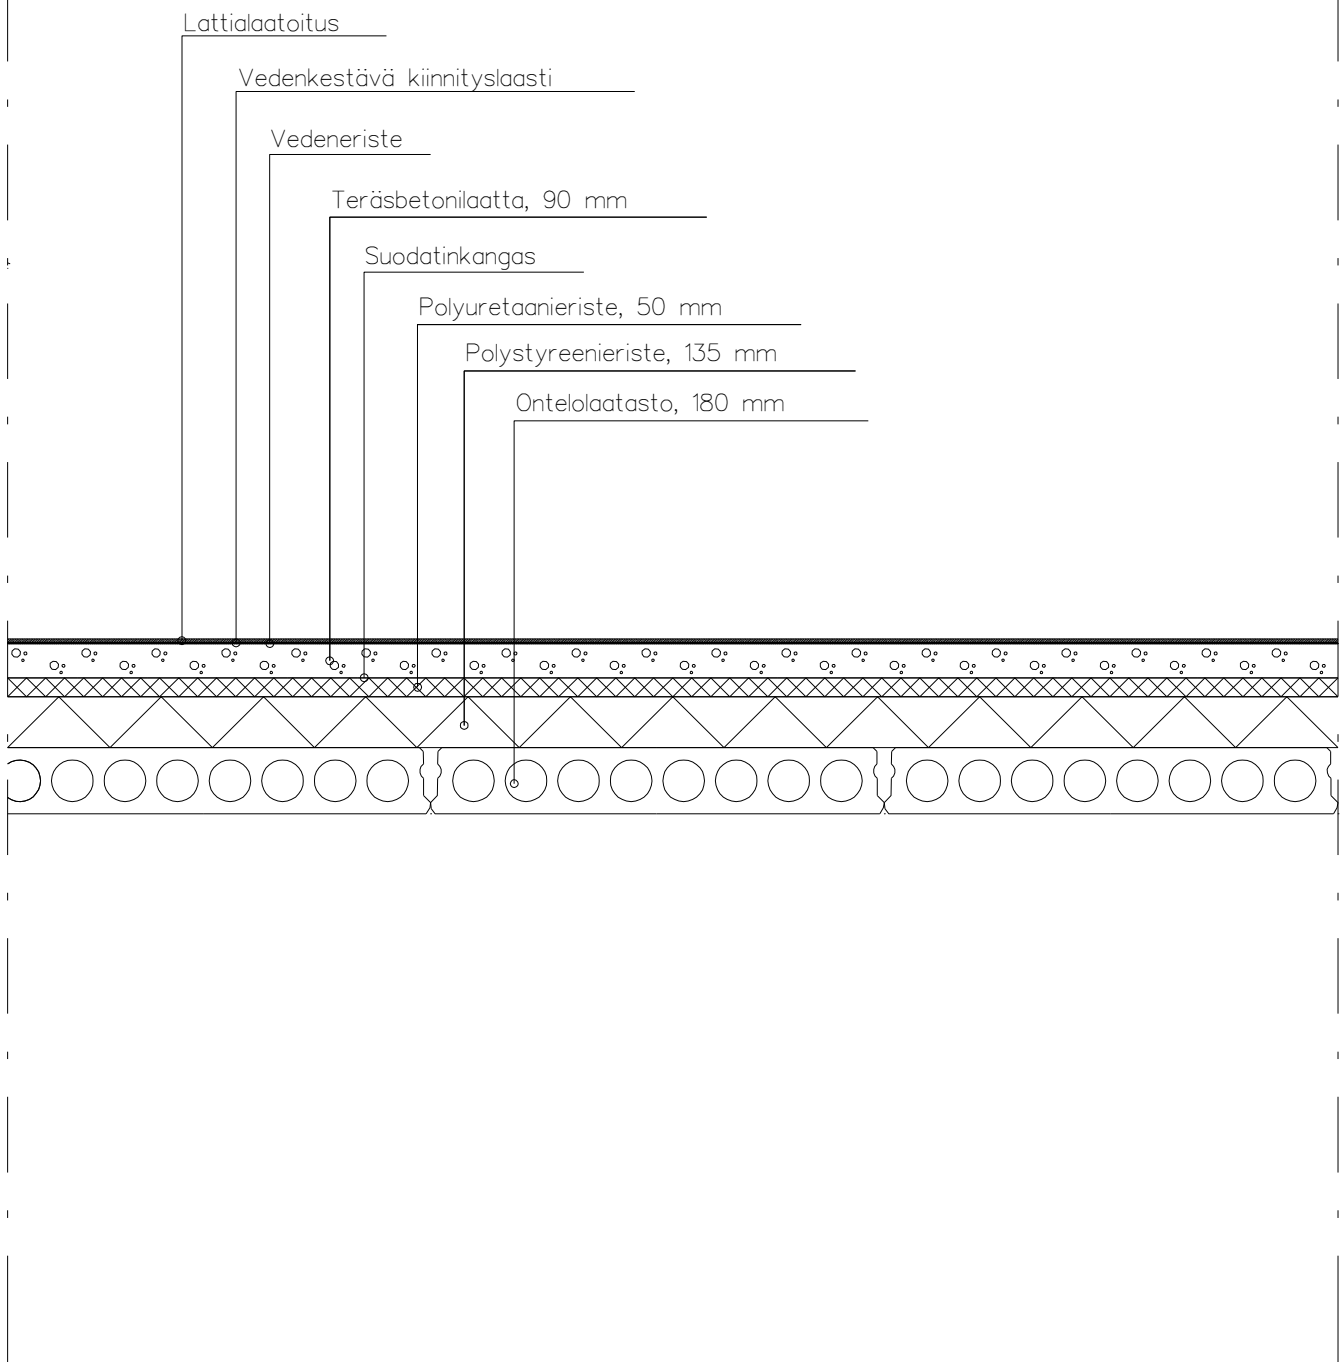 Lattialaatoitus
Vedenkestävä kiinnityslaasti
Vedeneriste
Teräsbetonilaatta, 90 mm
Suodatinkangas
Polyuretaanieriste, 50 mm
Polystyreenieriste, 135 mm
Ontelolaatasto, 180 mm